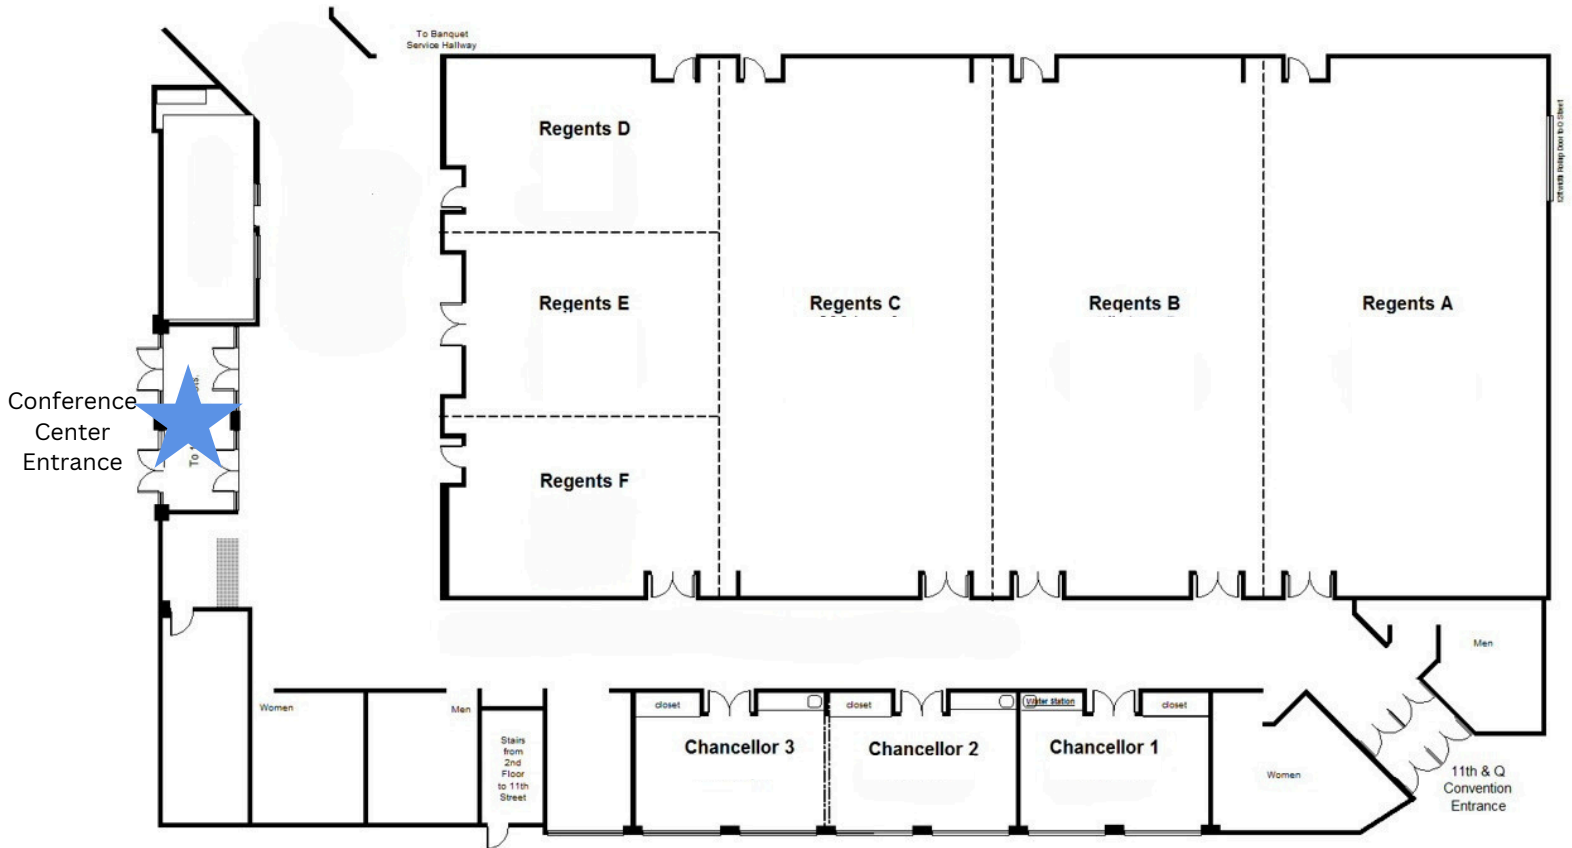 To Banquet
Service Hallway
Regents D
Regents E
Regents C
Regents B
Regents A
Conference
Center
Entrance
To
Regents F
Men
Women
Men
closet
closet
Water Station
closet
Stairs
from
2nd
Floor
to 11th
Street
Chancellor 3
Chancellor 2
Chancellor 1
Women
11th & Q
Convention
Entrance